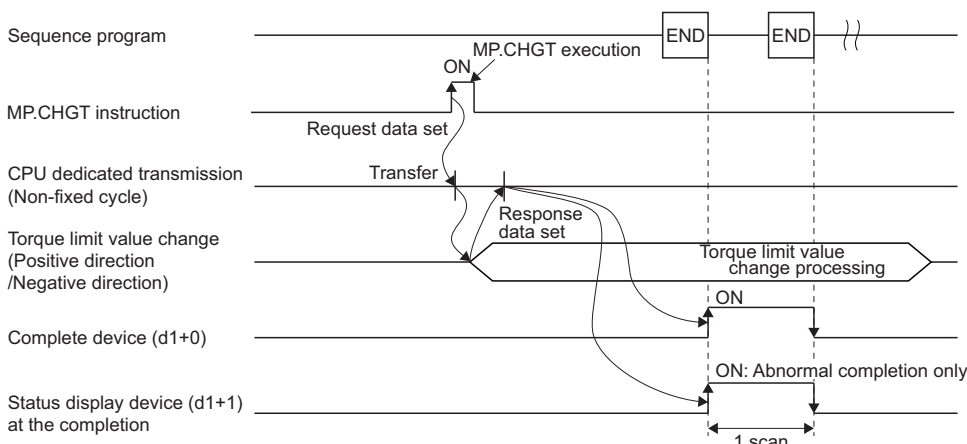 Sequence program
END
END
MP.CHGT execution
ON
MP.CHGT instruction
Request data set
CPU dedicated transmission
(Non-fixed cycle)
Transfer
Response
data set
Torque limit value change
(Positive direction
/Negative direction)
Torque limit value
change processing
ON
Complete device (d1+0)
ON: Abnormal completion only
Status display device (d1+1)
at the completion
1 scan